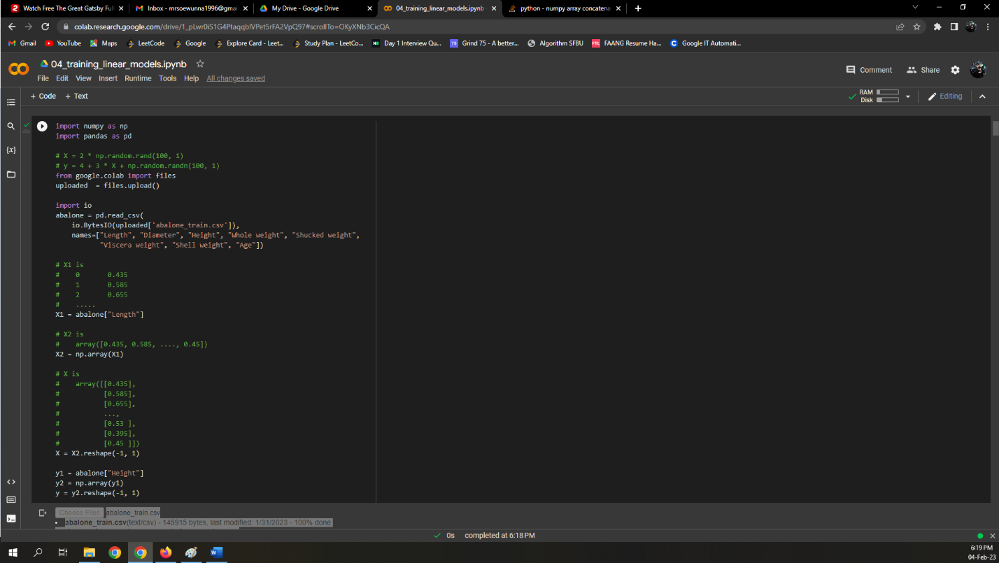 Watch Free The Great Gatsby Full
Inbox - mrsoewunna1996@gmai
My Drive - Google Drive
04_training_linear_models.ipynb
python - numpy array concatena
colab.research.google.com/drive/1_pLwr0iS1G4PtaqqbIVPet5rFA2VpQ97#scrollTo=OKyXNb3CicQA
Gmail YouTube Maps LeetCode Google Explore Card - Leet... Study Plan - LeetCo... Day 1 Interview Qu... Grind 75 - A better... Algorithm SFBU FAANG Resume Ha... Google IT Automati...
04_training_linear_models.ipynb
File Edit View Insert Runtime Tools Help All changes saved
Comment Share
+ Code + Text
RAM
Disk
Editing
43s
import numpy as np
import pandas as pd
# X = 2 * np.random.rand(100, 1)
# y = 4 + 3 * X + np.random.randn(100, 1)
from google.colab import files
uploaded = files.upload()
import io
abalone = pd.read_csv(
io.BytesIO(uploaded['abalone_train.csv']),
names=["Length", "Diameter", "Height", "Whole weight", "Shucked weight",
"Viscera weight", "Shell weight", "Age"])
# X1 is
# 0 0.435
# 1 0.585
# 2 0.655
# .....
X1 = abalone["Length"]
# X2 is
# array([0.435, 0.585, ...., 0.45])
X2 = np.array(X1)
# X is
# array([[0.435],
# [0.585],
# [0.655],
# ...,
# [0.53 ],
# [0.395],
# [0.45 ]])
X = X2.reshape(-1, 1)
y1 = abalone["Height"]
y2 = np.array(y1)
y = y2.reshape(-1, 1)
Choose Files abalone_train.csv
• abalone_train.csv(text/csv) - 145915 bytes, last modified: 1/31/2023 - 100% done
0s completed at 6:18 PM
6:19 PM
04-Feb-23